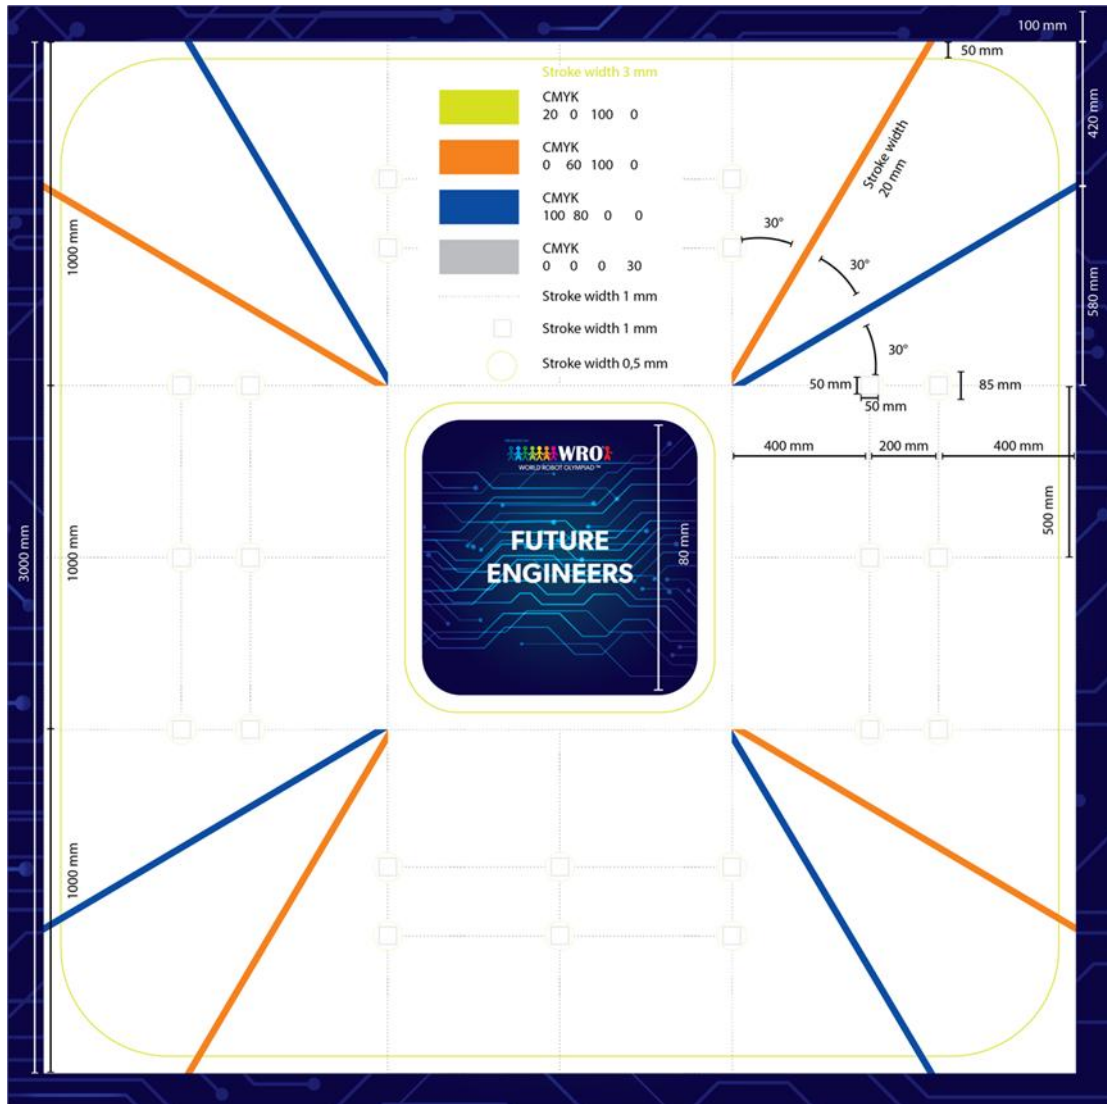 100 mm
50 mm
Stroke width 3 mm
CMYK
20 0 100 0
CMYK
0 60 100 0
CMYK
100 80 0 0
CMYK
0 0 0 30
Stroke width 1 mm
Stroke width 1 mm
Stroke width 0,5 mm
Stroke width
20 mm
420 mm
30°
30°
30°
580 mm
1000 mm
50 mm
50 mm
85 mm
400 mm
200 mm
400 mm
500 mm
WRO
WORLD ROBOT OLYMPIAD™
FUTURE
ENGINEERS
80 mm
3000 mm
1000 mm
1000 mm